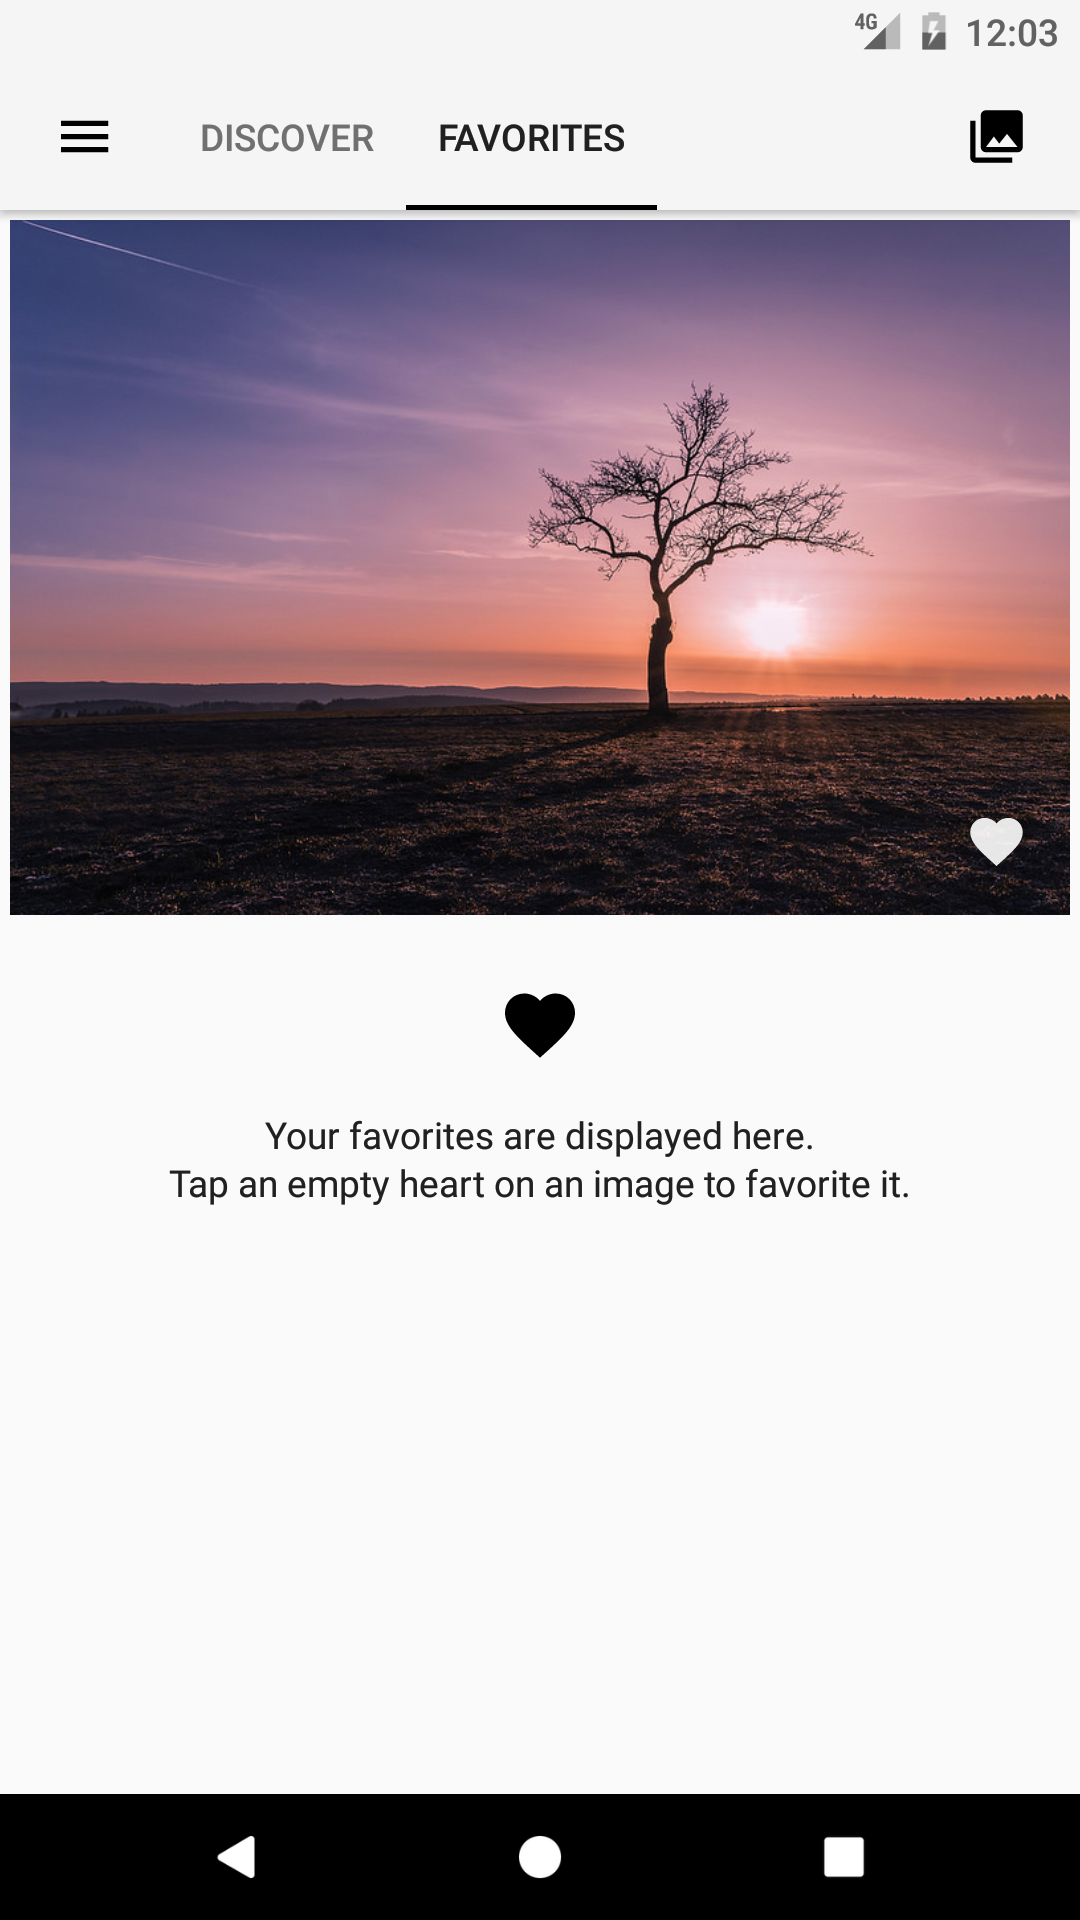 4G 12:03
DISCOVER FAVORITES
Your favorites are displayed here.
Tap an empty heart on an image to favorite it.